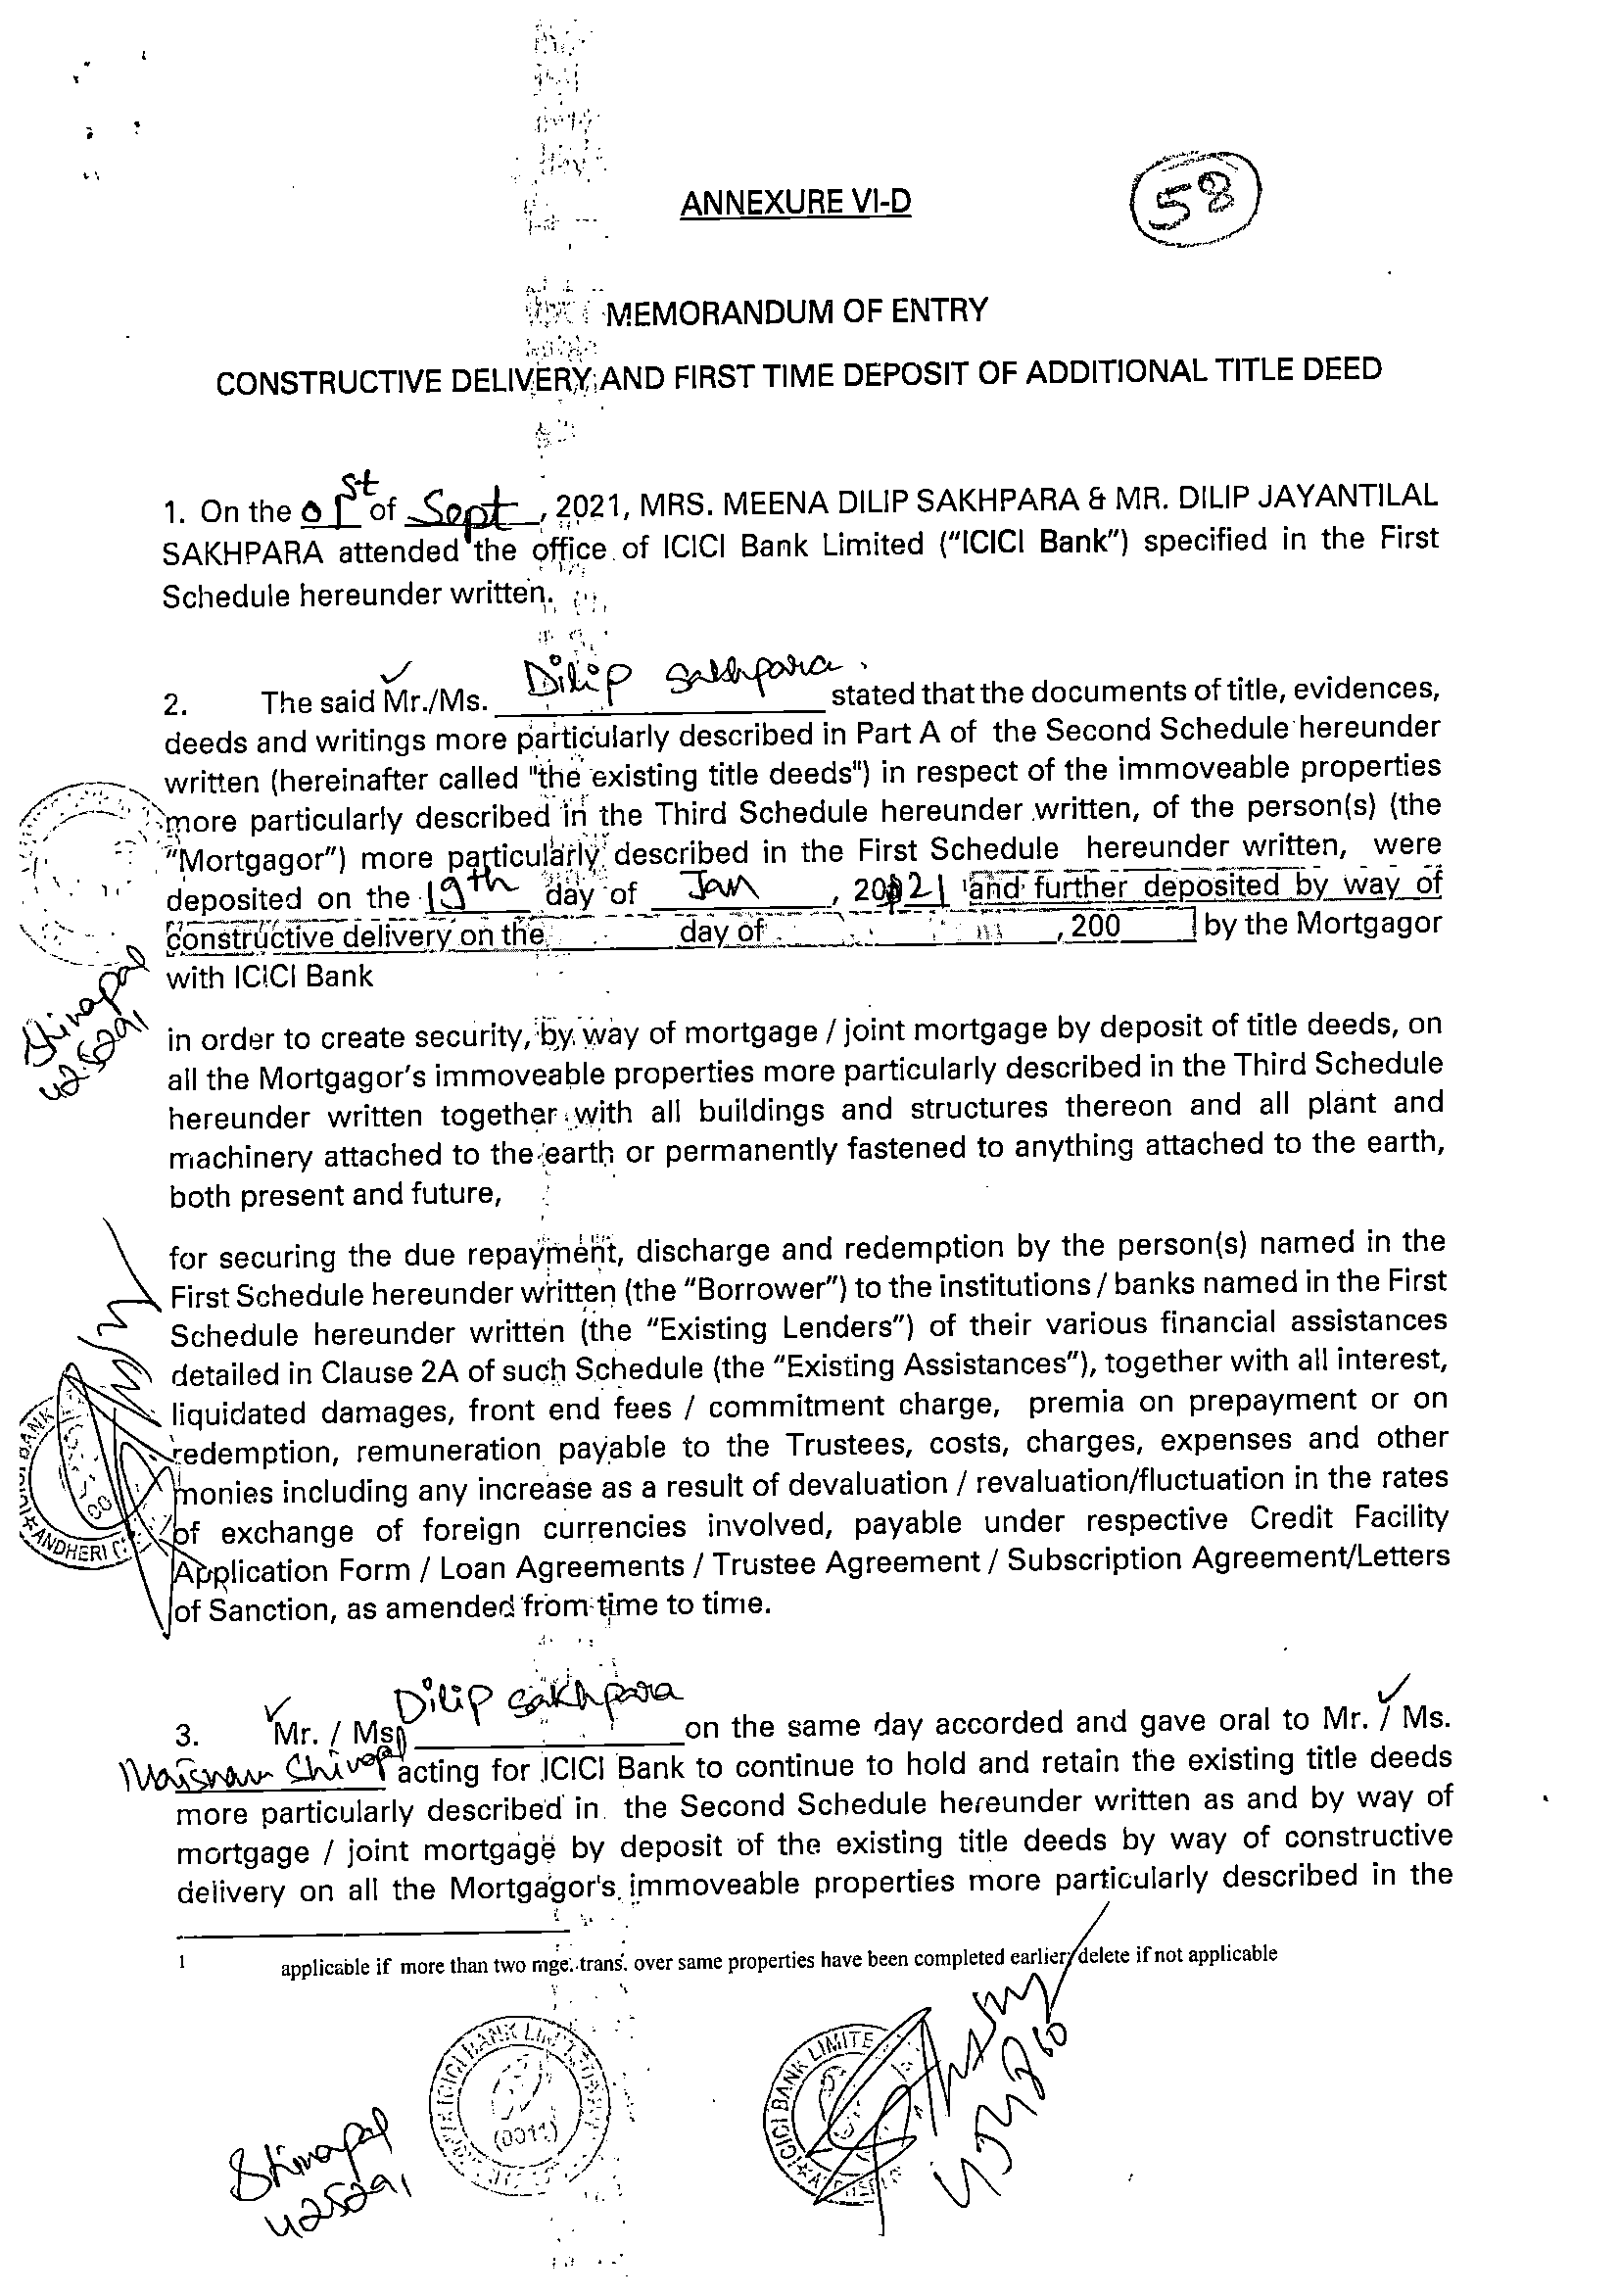 ANNEXURE VI-D
58
MEMORANDUM OF ENTRY
CONSTRUCTIVE DELIVERY AND FIRST TIME DEPOSIT OF ADDITIONAL TITLE DEED
1. On the 01st of Sept, 2021, MRS. MEENA DILIP SAKHPARA & MR. DILIP JAYANTILAL
SAKHPARA attended the office of ICICI Bank Limited ("ICICI Bank") specified in the First
Schedule hereunder written.
2. The said Mr./Ms. Dilip Sakhpara. stated that the documents of title, evidences,
deeds and writings more particularly described in Part A of the Second Schedule hereunder
written (hereinafter called "the existing title deeds") in respect of the immoveable properties
more particularly described in the Third Schedule hereunder written, of the person(s) (the
"Mortgagor") more particularly described in the First Schedule hereunder written, were
deposited on the 19th day of Jan, 2021 1and further deposited by way of
constructive delivery on the day of , 200 ] by the Mortgagor
with ICICI Bank
Shivapal
425291
in order to create security, by way of mortgage / joint mortgage by deposit of title deeds, on
all the Mortgagor's immoveable properties more particularly described in the Third Schedule
hereunder written together with all buildings and structures thereon and all plant and
machinery attached to the earth or permanently fastened to anything attached to the earth,
both present and future,
for securing the due repayment, discharge and redemption by the person(s) named in the
First Schedule hereunder written (the "Borrower") to the institutions / banks named in the First
Schedule hereunder written (the "Existing Lenders") of their various financial assistances
detailed in Clause 2A of such Schedule (the "Existing Assistances"), together with all interest,
liquidated damages, front end fees / commitment charge, premia on prepayment or on
redemption, remuneration payable to the Trustees, costs, charges, expenses and other
monies including any increase as a result of devaluation / revaluation/fluctuation in the rates
of exchange of foreign currencies involved, payable under respective Credit Facility
Application Form / Loan Agreements / Trustee Agreement / Subscription Agreement/Letters
of Sanction, as amended from time to time.
ICICI BANK
ANDHERI
3. Mr. / Ms. Dilip Sakhpara on the same day accorded and gave oral to Mr. / Ms.
Maisnam Shivapal acting for ICICI Bank to continue to hold and retain the existing title deeds
more particularly described in the Second Schedule hereunder written as and by way of
mortgage / joint mortgage by deposit of the existing title deeds by way of constructive
delivery on all the Mortgagor's immoveable properties more particularly described in the
1 applicable if more than two mge. trans. over same properties have been completed earlier; delete if not applicable
ICICI BANK
(0011)
ICICI BANK LIMITE
Shivapal
425291